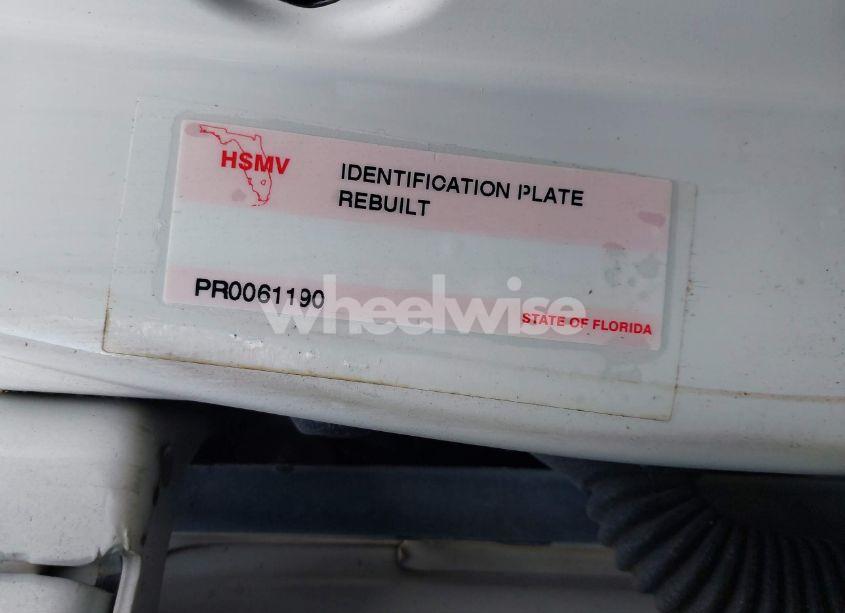 HSMV
IDENTIFICATION PLATE
REBUILT
PR0061190
wheelwise
STATE OF FLORIDA